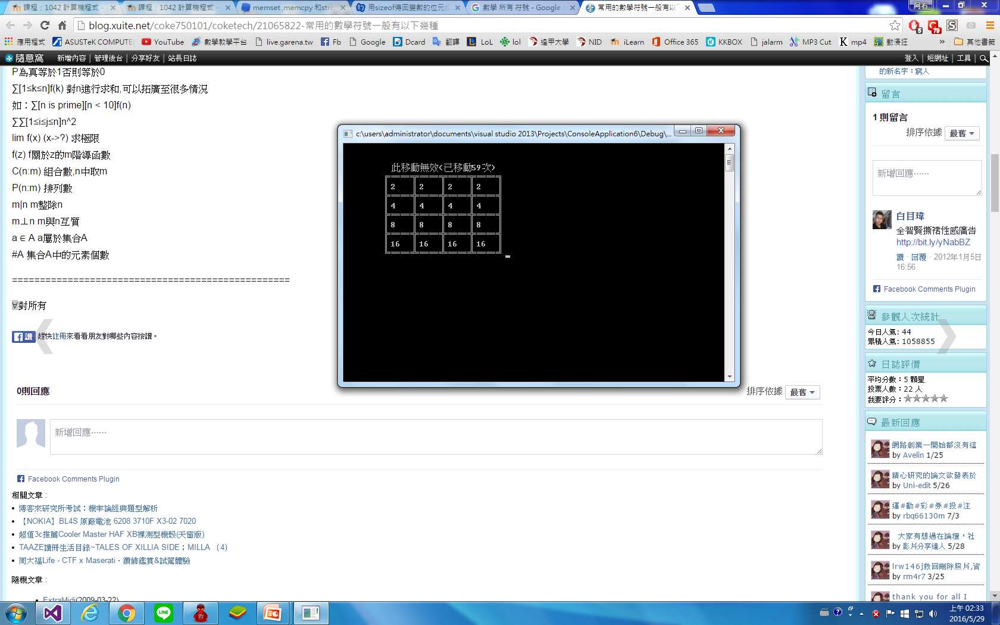 課程：1042 計算機程式 -
課程：1042 計算機程式 -
memset ,memcpy 和strc
用sizeof傳回變數的位元組
數學 所有 符號 - Google
常用的數學符號一般有以下
阿右
blog.xuite.net/coke750101/coketech/21065822-常用的數學符號一般有以下幾種
5
79
應用程式
ASUSTeK COMPUTE
YouTube
數學教學平台
live.garena.tw
Fb
Google
Dcard
翻譯
LoL
lol
逢甲大學
NID
iLearn
Office 365
KKBOX
jalarm
MP3 Cut
mp4
動漫狂
»
其他書籤
隨意窩 新增內容 | 管理後台 | 分享好友 | 站長日誌
登入 | 短網址 | 工具 |
P為真等於1否則等於0
∑[1≤k≤n]f(k) 對n進行求和,可以拓廣至很多情況
如：∑[n is prime][n < 10]f(n)
∑∑[1≤i≤j≤n]n^2
lim f(x) (x->?) 求極限
f(z) f關於z的m階導函數
C(n:m) 組合數,n中取m
P(n:m) 排列數
m|n m整除n
m⊥n m與n互質
a ∈ A a屬於集合A
#A 集合A中的元素個數
==================================================
∀對所有
讚 趕快註冊來看看朋友對哪些內容按讚。
c:\users\administrator\documents\visual studio 2013\Projects\ConsoleApplication6\Debug\...
此移動無效(已移動59次)
2 2 2 2
4 4 4 4
8 8 8 8
16 16 16 16
0則回應
排序依據 最舊
新增回應……
Facebook Comments Plugin
相關文章 :
• 博客來研究所考試：機率論經典題型解析
• 【NOKIA】BL4S 原廠電池 6208 3710F X3-02 7020
• 超值3c推薦Cooler Master HAF XB裸測型機殼(天窗版)
• TAAZE讀冊生活目錄~TALES OF XILLIA SIDE；MILLA （4）
• 周大福Life - CTF x Maserati．鑽飾鑑賞&試駕體驗
隨機文章 :
• ExtraMidi(2009-03-22)
的新名字：窮人
留言
1 則留言
排序依據 最舊
新增回應……
白目瑋
全智賢撕裙性感廣告
http://bit.ly/yNabBZ
讚 · 回覆 · 2012年1月5日
16:56
Facebook Comments Plugin
參觀人次統計
今日人氣: 44
累積人氣: 1058855
日誌評價
平均分數：5 顆星
投票人數：22 人
我要評分：
最新回應
網路創業一開始都沒有這
by Avelin 1/25
精心研究的論文欲發表於
by Uni-edit 5/26
運#動#彩#券#投#注
by rbq66130m 7/3
大家有想過在論壇，社
by 影片分享達人 5/28
lrw146j救回刪除照片,資
by rm4r7 3/25
thank you for all I
LINE
上午 02:33
2016/5/29